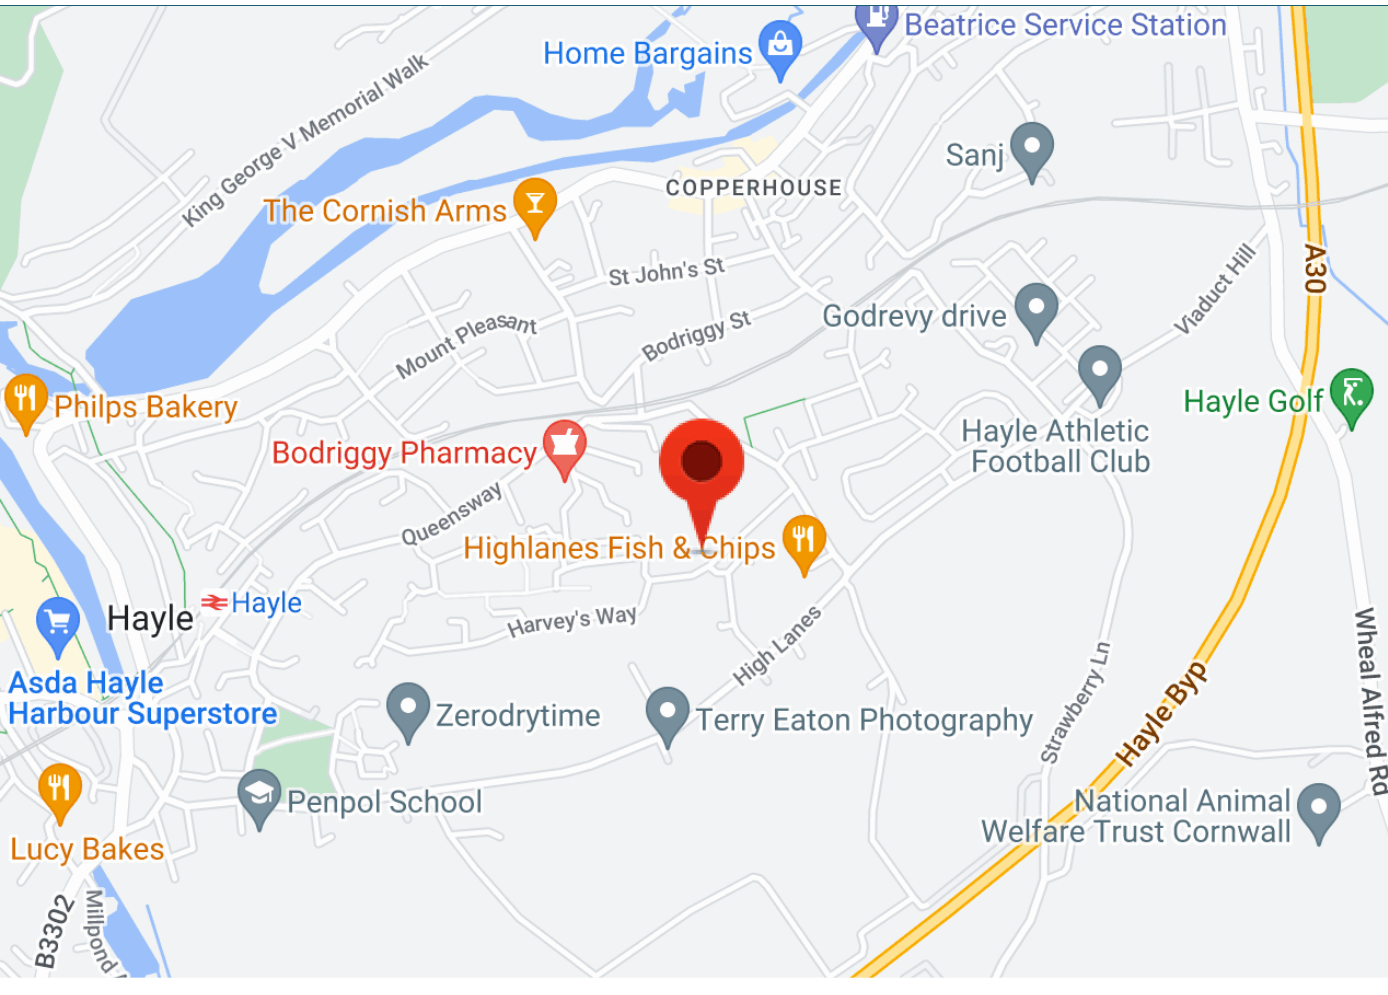 Beatrice Service Station
Home Bargains
King George V Memorial Walk
Sanj
COPPERHOUSE
The Cornish Arms
St John's St
A30
Viaduct Hill
Godrevy drive
Mount Pleasant
Bodriggy St
Philps Bakery
Hayle Golf
Hayle Athletic
Football Club
Bodriggy Pharmacy
Queensway
Highlanes Fish & Chips
Hayle
Hayle
Harvey's Way
High Lanes
Wheal Alfred Rd
Strawberry Ln
Hayle Byp
Asda Hayle
Harbour Superstore
Zerodrytime
Terry Eaton Photography
Penpol School
National Animal
Welfare Trust Cornwall
Lucy Bakes
B3302
Millpond